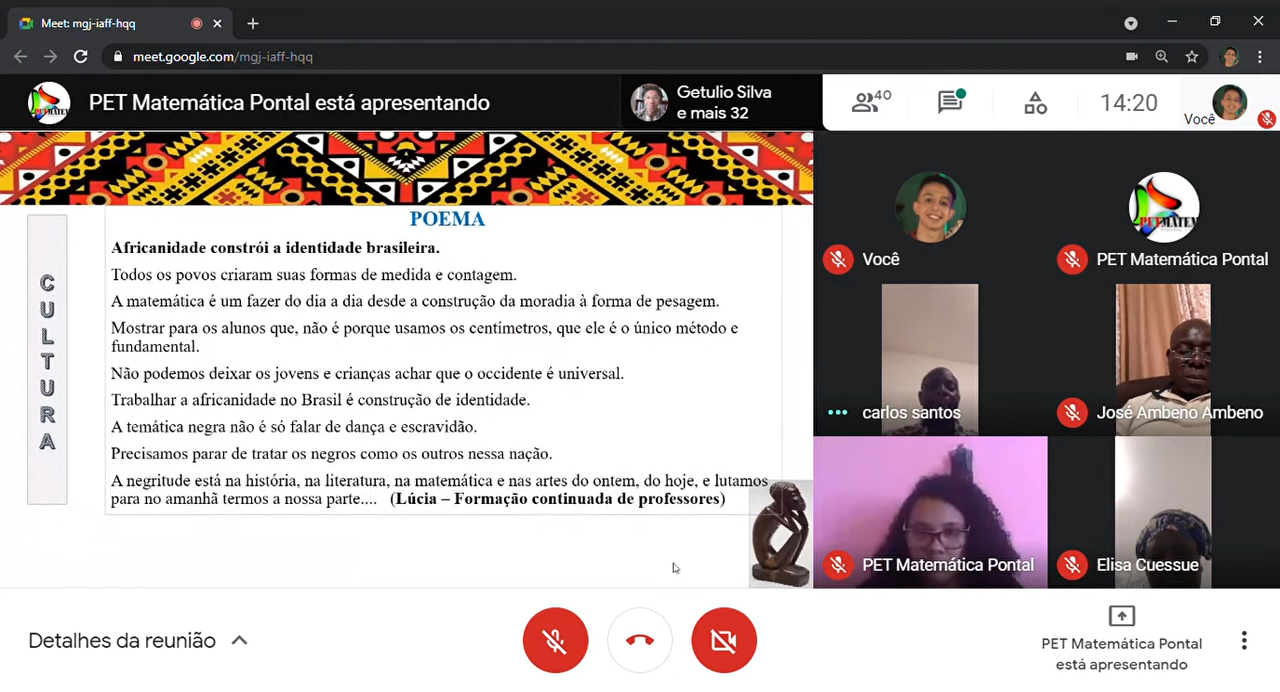 Meet: mgj-iaff-hqq
meet.google.com/mgj-iaff-hqq
PET Matemática Pontal está apresentando
Getulio Silva
e mais 32
40
14:20
Você
POEMA
Africanidade constrói a identidade brasileira.
Todos os povos criaram suas formas de medida e contagem.
A matemática é um fazer do dia a dia desde a construção da moradia à forma de pesagem.
Mostrar para os alunos que, não é porque usamos os centímetros, que ele é o único método e
fundamental.
Não podemos deixar os jovens e crianças achar que o occidente é universal.
Trabalhar a africanidade no Brasil é construção de identidade.
A temática negra não é só falar de dança e escravidão.
Precisamos parar de tratar os negros como os outros nessa nação.
A negritude está na história, na literatura, na matemática e nas artes do ontem, do hoje, e lutamos
para no amanhã termos a nossa parte.... (Lúcia – Formação continuada de professores)
CULTURA
Você
PET Matemática Pontal
carlos santos
José Ambeno Ambeno
PET Matemática Pontal
Elisa Cuessue
Detalhes da reunião
PET Matemática Pontal
está apresentando